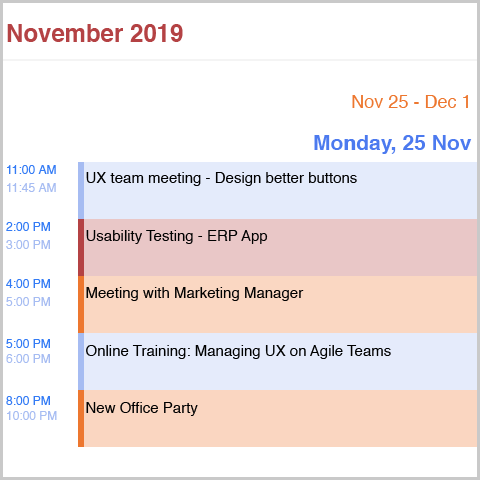 November 2019
Nov 25 - Dec 1
Monday, 25 Nov
11:00 AM
UX team meeting - Design better buttons
11:45 AM
2:00 PM
Usability Testing - ERP App
3:00 PM
4:00 PM
Meeting with Marketing Manager
5:00 PM
5:00 PM
Online Training: Managing UX on Agile Teams
6:00 PM
8:00 PM
New Office Party
10:00 PM